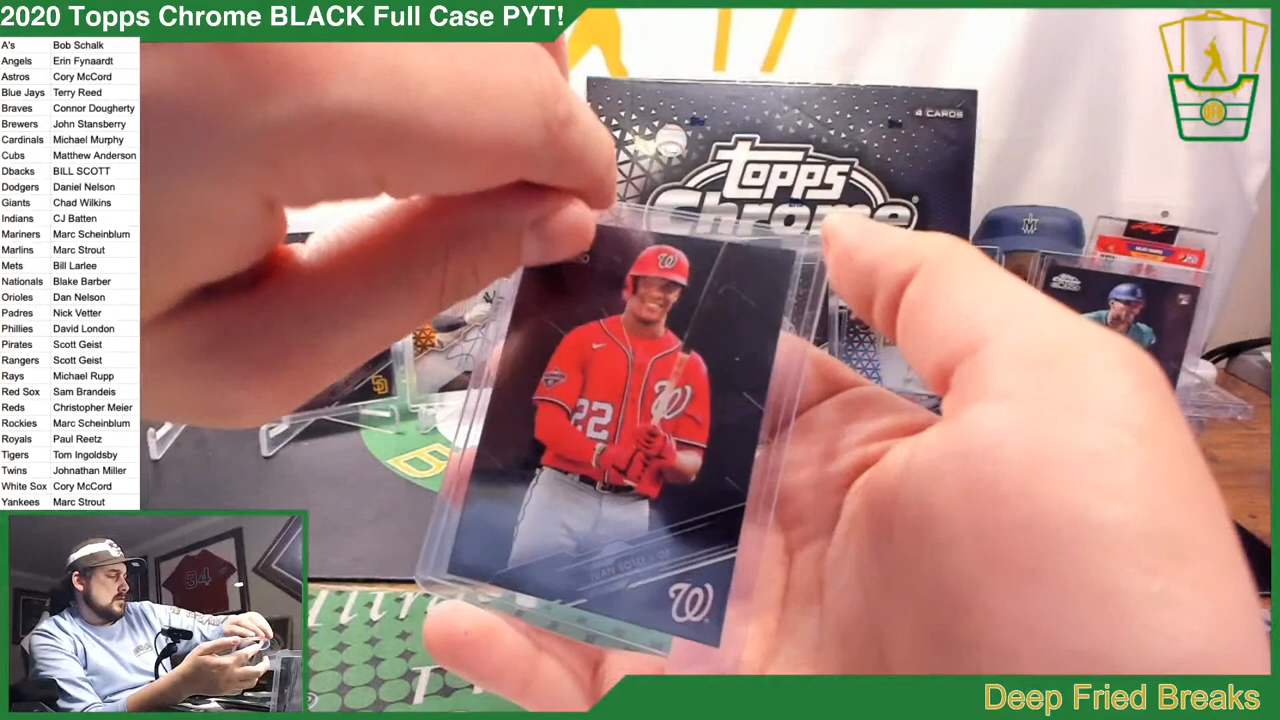 2020 Topps Chrome BLACK Full Case PYT!
A's Bob Schalk
Angels Erin Fynaardt
Astros Cory McCord
Blue Jays Terry Reed
Braves Connor Dougherty
Brewers John Stansberry
Cardinals Michael Murphy
Cubs Matthew Anderson
Dbacks BILL SCOTT
Dodgers Daniel Nelson
Giants Chad Wilkins
Indians CJ Batten
Mariners Marc Scheinblum
Marlins Marc Strout
Mets Bill Larlee
Nationals Blake Barber
Orioles Dan Nelson
Padres Nick Vetter
Phillies David London
Pirates Scott Geist
Rangers Scott Geist
Rays Michael Rupp
Red Sox Sam Brandeis
Reds Christopher Meier
Rockies Marc Scheinblum
Royals Paul Reetz
Tigers Tom Ingoldsby
Twins Johnathan Miller
White Sox Cory McCord
Yankees Marc Strout
4 CARDS
topps
Chrome
W
W
22
JUAN SOTO OF
W
SD
B
34
Deep Fried Breaks